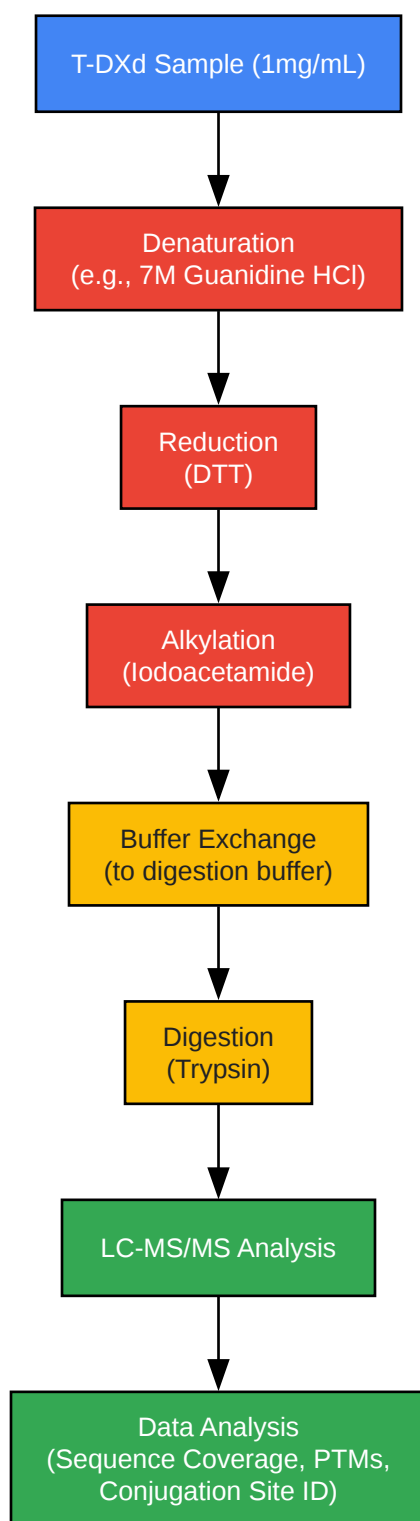 T-DXd Sample (1mg/mL)
Denaturation
(e.g., 7M Guanidine HCl)
Reduction
(DTT)
Alkylation
(Iodoacetamide)
Buffer Exchange
(to digestion buffer)
Digestion
(Trypsin)
LC-MS/MS Analysis
Data Analysis
(Sequence Coverage, PTMs,
Conjugation Site ID)